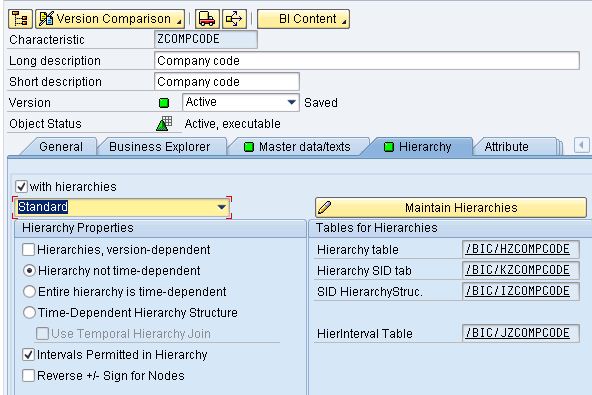 Version Comparison BI Content
Characteristic ZCOMPCODE
Long description Company code
Short description Company code
Version Active Saved
Object Status Active, executable
General Business Explorer Master data/texts Hierarchy Attribute
with hierarchies
Standard Maintain Hierarchies
Hierarchy Properties Tables for Hierarchies
Hierarchies, version-dependent Hierarchy table /BIC/HZCOMPCODE
Hierarchy not time-dependent Hierarchy SID tab /BIC/KZCOMPCODE
Entire hierarchy is time-dependent SID HierarchyStruc. /BIC/IZCOMPCODE
Time-Dependent Hierarchy Structure
Use Temporal Hierarchy Join HierInterval Table /BIC/JZCOMPCODE
Intervals Permitted in Hierarchy
Reverse +/- Sign for Nodes